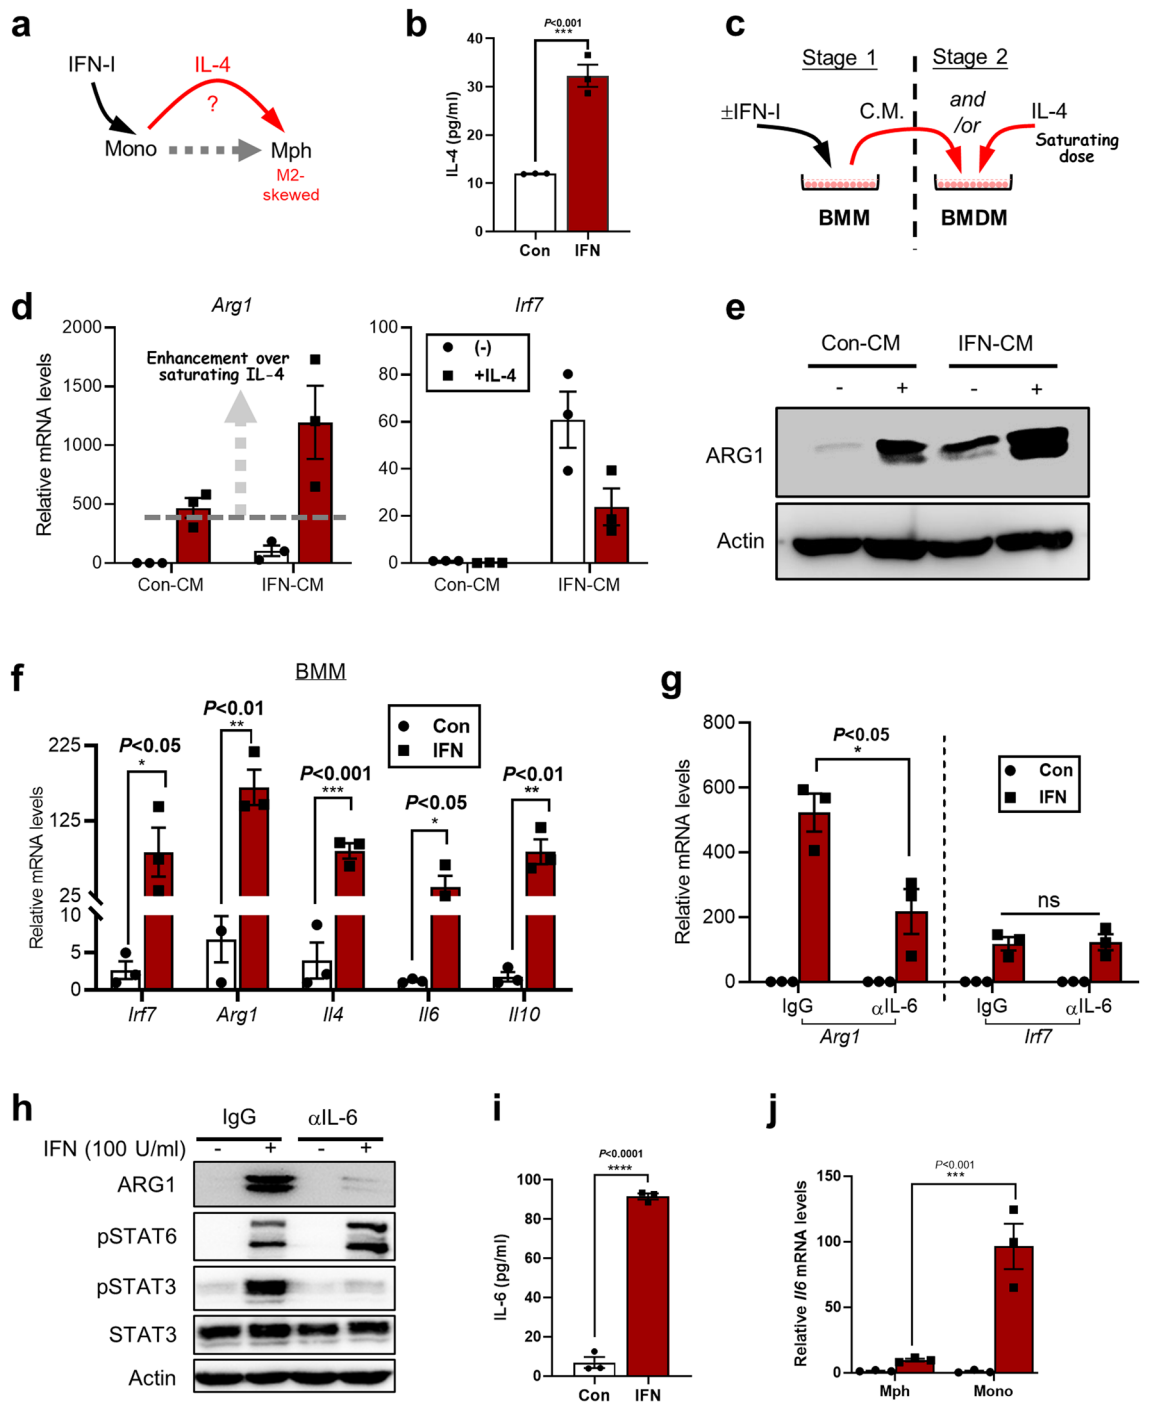 a
IFN-I
IL-4
?
Mono
Mph
M2-
skewed
b
P<0.001
***
IL-4 (pg/ml)
40
30
20
10
0
Con
IFN
c
Stage 1
Stage 2
±IFN-I
C.M.
and
/or
IL-4
Saturating
dose
BMM
BMDM
d
Arg1
Relative mRNA levels
2000
1500
1000
500
0
Enhancement over
saturating IL-4
Con-CM
IFN-CM
Irf7
100
80
60
40
20
0
(-)
+IL-4
Con-CM
IFN-CM
e
Con-CM
IFN-CM
- + - +
ARG1
Actin
f
BMM
Relative mRNA levels
225
125
25
10
5
0
P<0.05
*
P<0.01
**
P<0.001
***
P<0.05
*
P<0.01
**
Con
IFN
Irf7
Arg1
Il4
Il6
Il10
g
Relative mRNA levels
800
600
400
200
0
P<0.05
*
Con
IFN
ns
IgG
αIL-6
IgG
αIL-6
Arg1
Irf7
h
IgG
αIL-6
IFN (100 U/ml) - + - +
ARG1
pSTAT6
pSTAT3
STAT3
Actin
i
P<0.0001
****
IL-6 (pg/ml)
100
80
60
40
20
0
Con
IFN
j
P<0.001
***
Relative Il6 mRNA levels
150
100
50
0
Mph
Mono